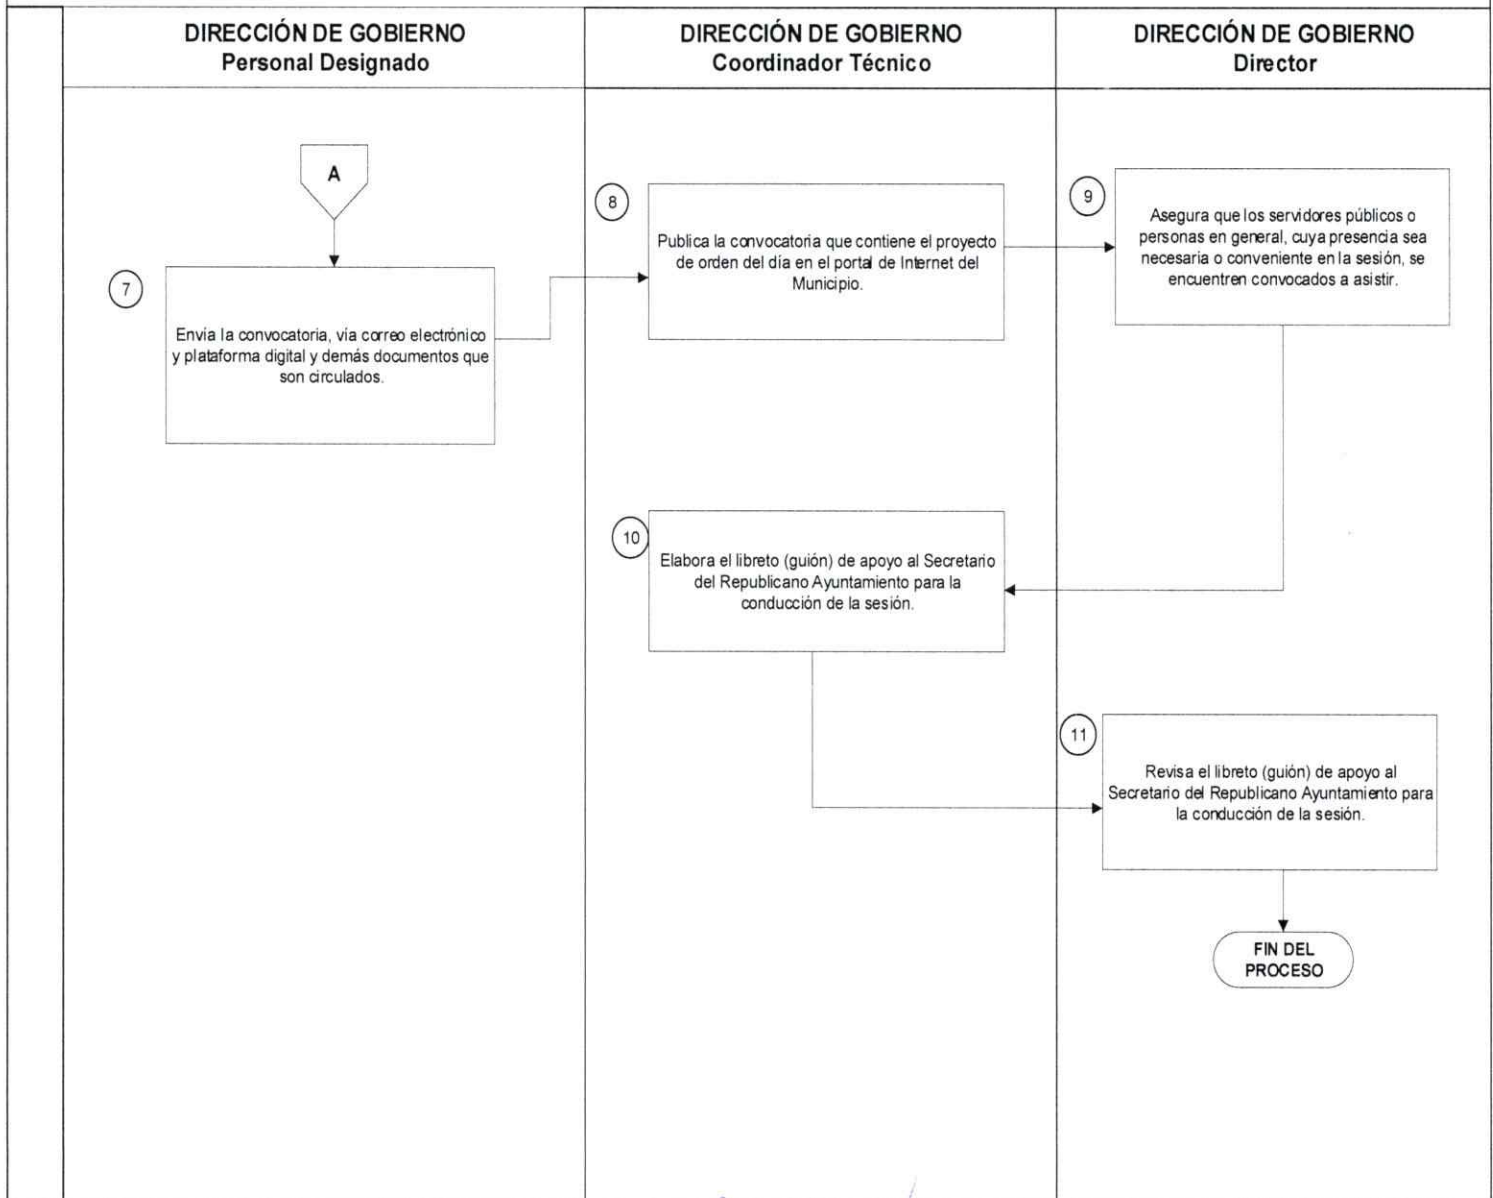 DIRECCIÓN DE GOBIERNO
Personal Designado
DIRECCIÓN DE GOBIERNO
Coordinador Técnico
DIRECCIÓN DE GOBIERNO
Director
A
7
Envía la convocatoria, vía correo electrónico
y plataforma digital y demás documentos que
son circulados.
8
Publica la convocatoria que contiene el proyecto
de orden del día en el portal de Internet del
Municipio.
9
Asegura que los servidores públicos o
personas en general, cuya presencia sea
necesaria o conveniente en la sesión, se
encuentren convocados a asistir.
10
Elabora el libreto (guión) de apoyo al Secretario
del Republicano Ayuntamiento para la
conducción de la sesión.
11
Revisa el libreto (guión) de apoyo al
Secretario del Republicano Ayuntamiento para
la conducción de la sesión.
FIN DEL
PROCESO